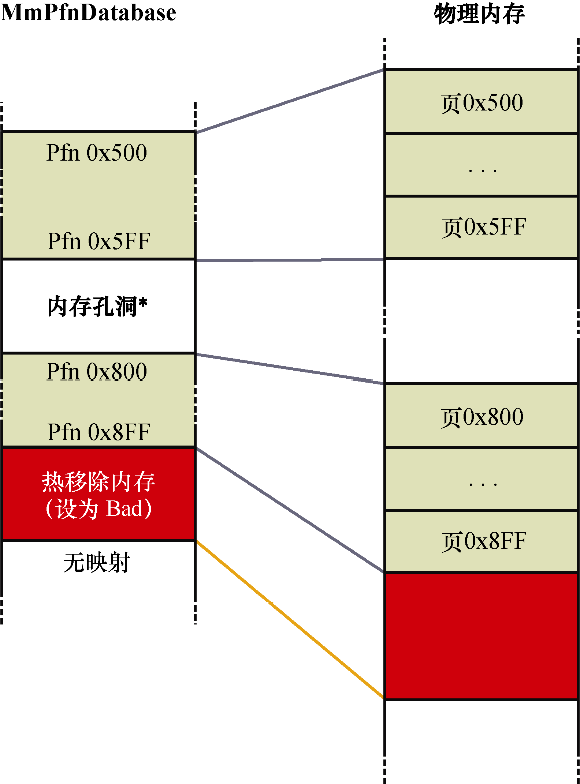 MmPfnDatabase
物理内存
Pfn 0x500
Pfn 0x5FF
内存孔洞*
Pfn 0x800
Pfn 0x8FF
热移除内存
（设为 Bad）
无映射
页0x500
. . .
页0x5FF
页0x800
. . .
页0x8FF